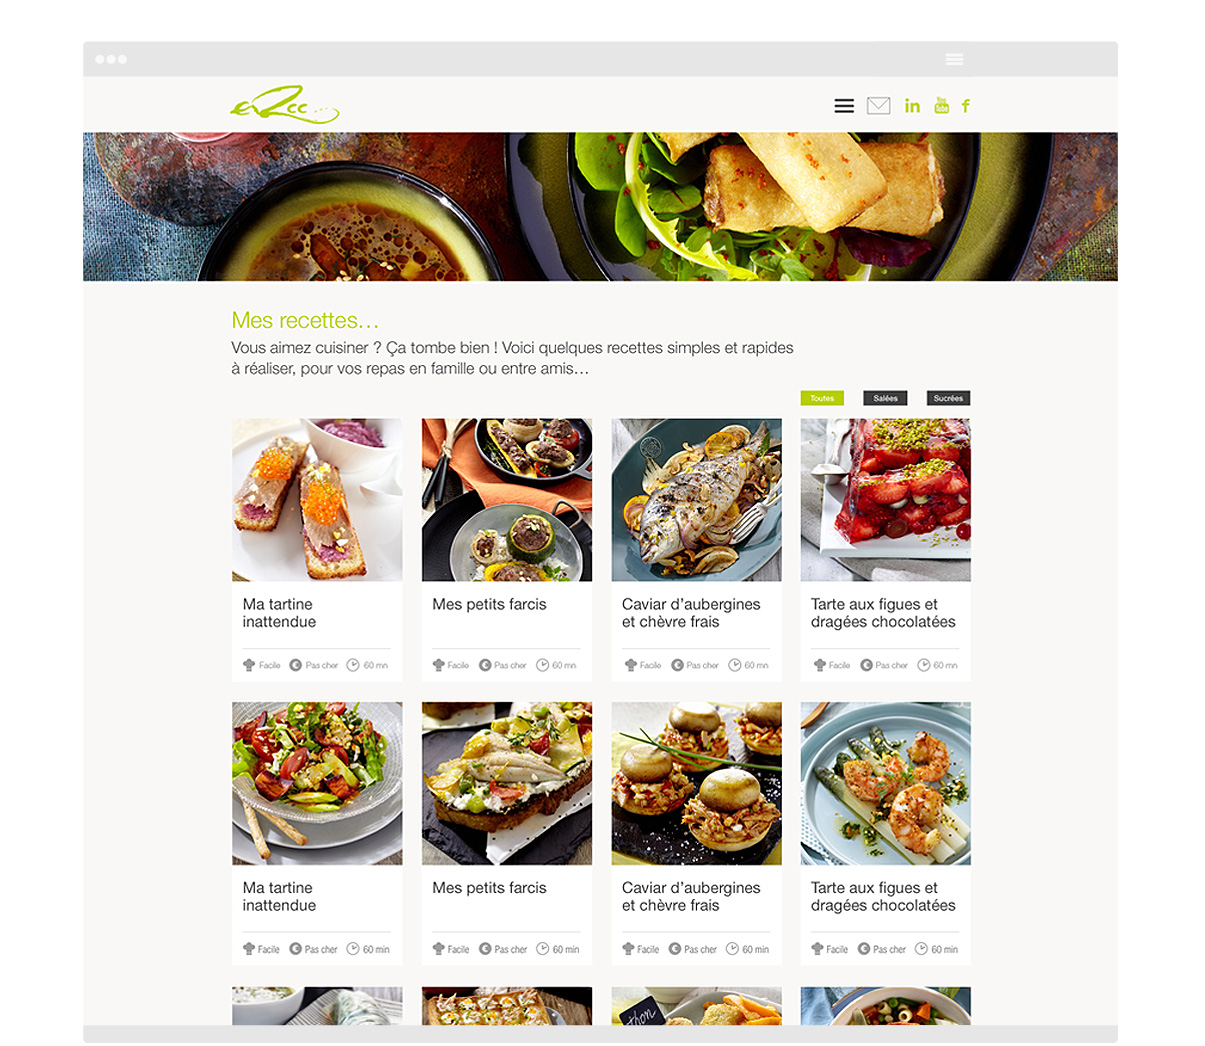 in
You
Tube
f
Mes recettes...
Vous aimez cuisiner ? Ça tombe bien ! Voici quelques recettes simples et rapides
à réaliser, pour vos repas en famille ou entre amis...
Toutes Salées Sucrées
Ma tartine
inattendue
Facile Pas cher 60 mn
Mes petits farcis
Facile Pas cher 60 mn
Caviar d'aubergines
et chèvre frais
Facile Pas cher 60 mn
Tarte aux figues et
dragées chocolatées
Facile Pas cher 60 mn
Ma tartine
inattendue
Facile Pas cher 60 min
Mes petits farcis
Facile Pas cher 60 min
Caviar d'aubergines
et chèvre frais
Facile Pas cher 60 min
Tarte aux figues et
dragées chocolatées
Facile Pas cher 60 min
thon